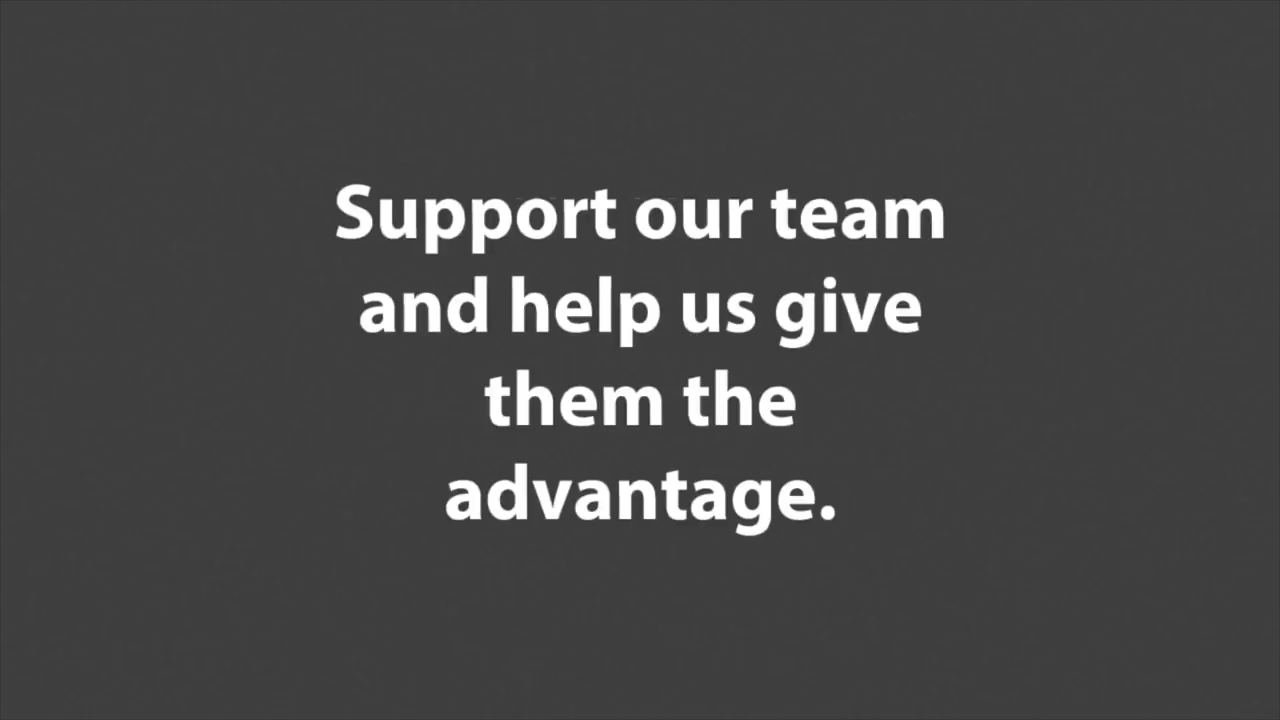 Support our team
and help us give
them the
advantage.